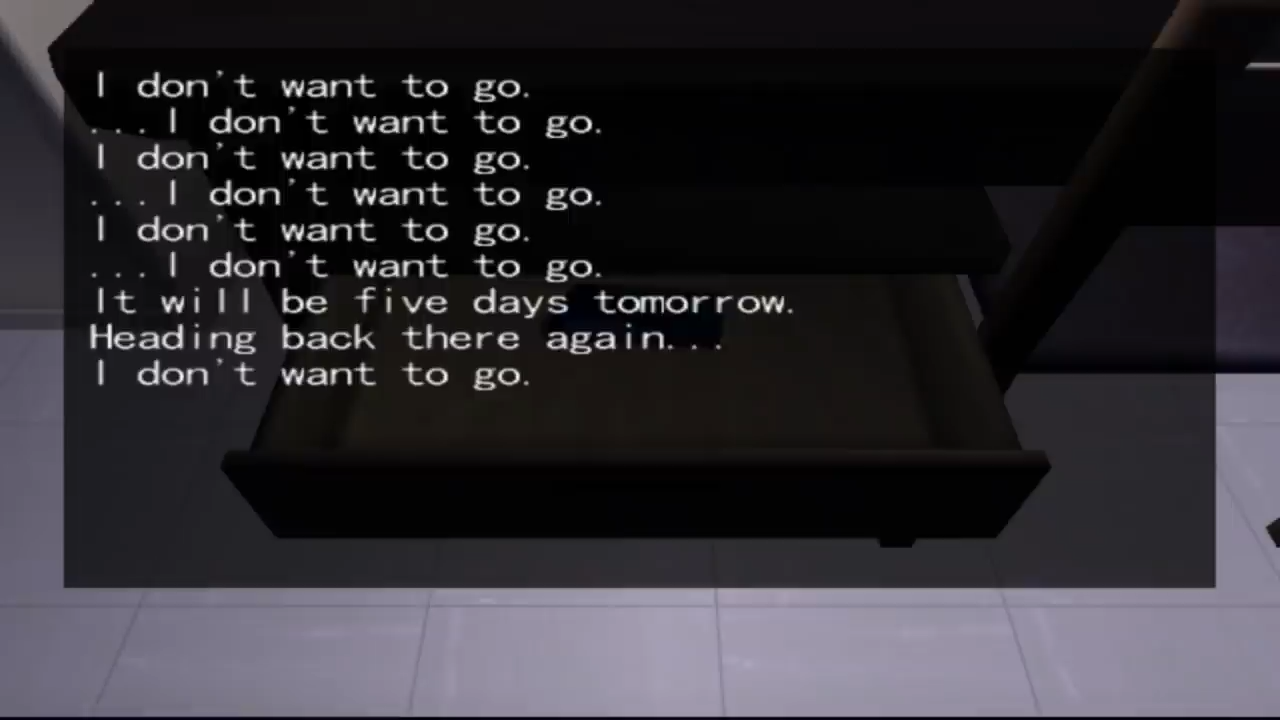 I don't want to go.
...I don't want to go.
I don't want to go.
...I don't want to go.
I don't want to go.
...I don't want to go.
It will be five days tomorrow.
Heading back there again...
I don't want to go.